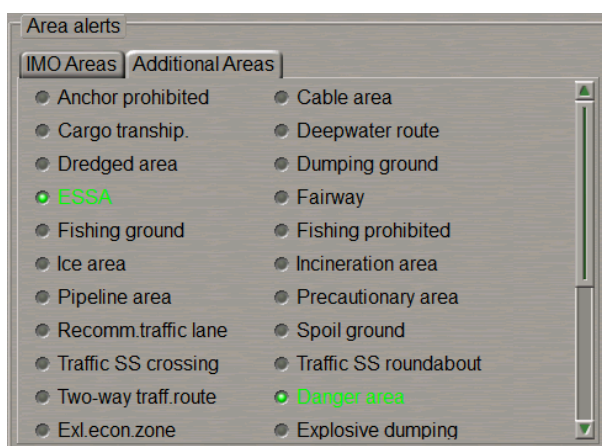 Area alerts
IMO Areas Additional Areas
Anchor prohibited Cable area
Cargo tranship. Deepwater route
Dredged area Dumping ground
ESSA Fairway
Fishing ground Fishing prohibited
Ice area Incineration area
Pipeline area Precautionary area
Recomm.traffic lane Spoil ground
Traffic SS crossing Traffic SS roundabout
Two-way traff.route Danger area
Exl.econ.zone Explosive dumping